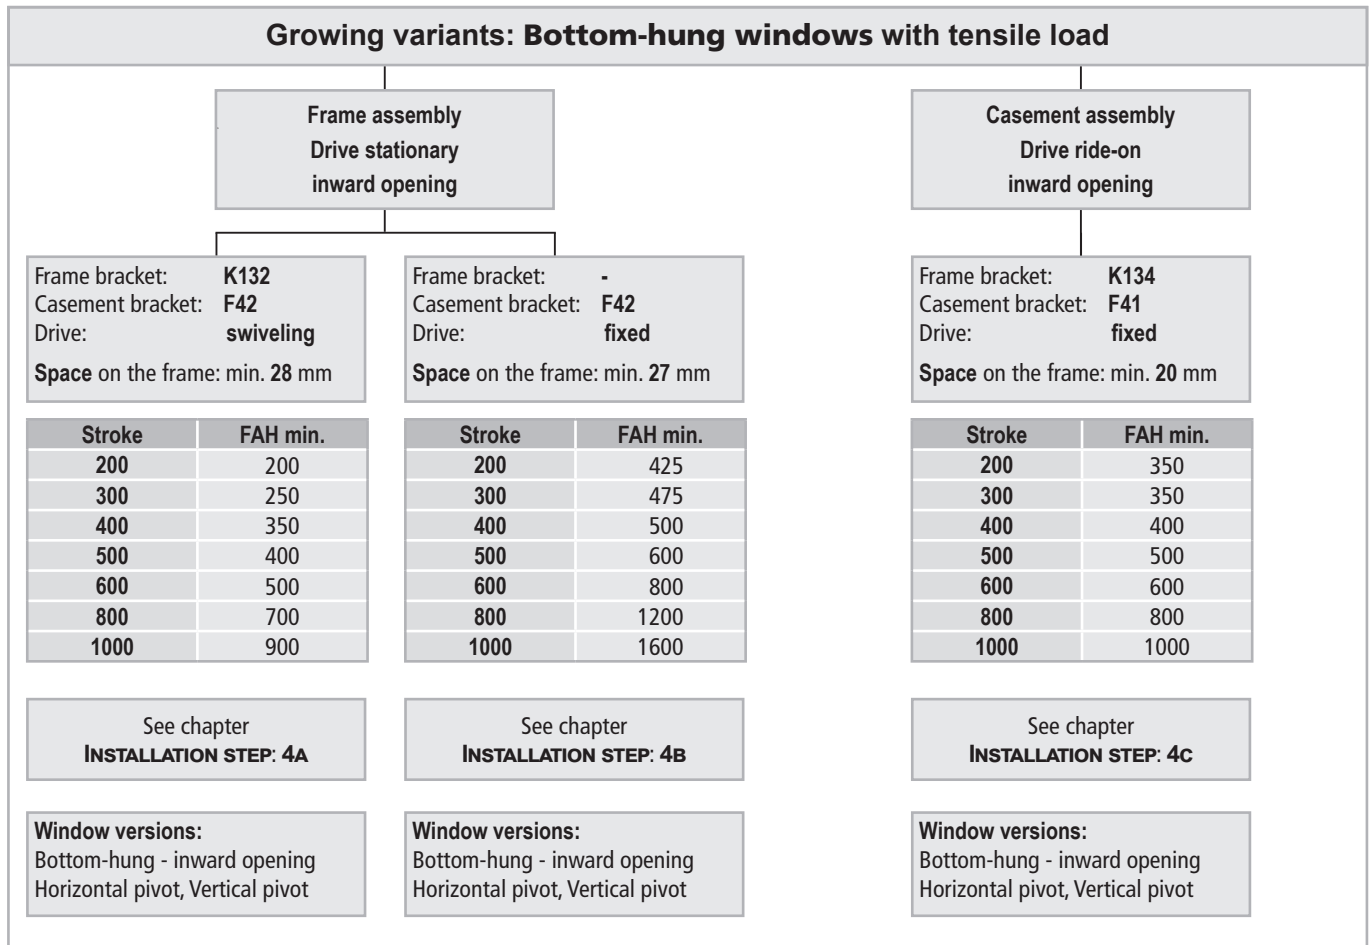 Growing variants: Bottom-hung windows with tensile load
Frame assembly
Drive stationary
inward opening
Frame bracket: K132
Casement bracket: F42
Drive: swiveling
Space on the frame: min. 28 mm
Stroke FAH min.
200 200
300 250
400 350
500 400
600 500
800 700
1000 900
See chapter
INSTALLATION STEP: 4A
Window versions:
Bottom-hung - inward opening
Horizontal pivot, Vertical pivot
Frame bracket: -
Casement bracket: F42
Drive: fixed
Space on the frame: min. 27 mm
Stroke FAH min.
200 425
300 475
400 500
500 600
600 800
800 1200
1000 1600
See chapter
INSTALLATION STEP: 4B
Window versions:
Bottom-hung - inward opening
Horizontal pivot, Vertical pivot
Casement assembly
Drive ride-on
inward opening
Frame bracket: K134
Casement bracket: F41
Drive: fixed
Space on the frame: min. 20 mm
Stroke FAH min.
200 350
300 350
400 400
500 500
600 600
800 800
1000 1000
See chapter
INSTALLATION STEP: 4C
Window versions:
Bottom-hung - inward opening
Horizontal pivot, Vertical pivot